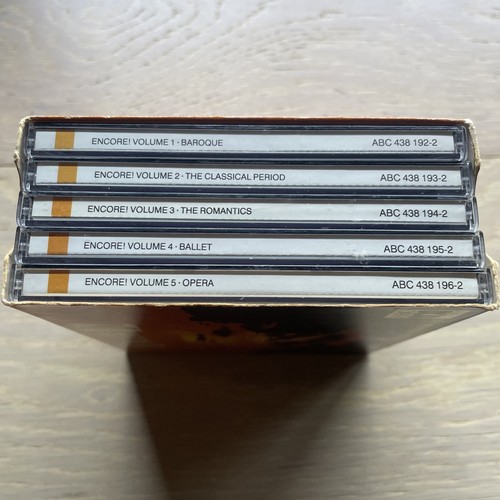 ENCORE! VOLUME 1 · BAROQUE ABC 438 192-2
ENCORE! VOLUME 2 · THE CLASSICAL PERIOD ABC 438 193-2
ENCORE! VOLUME 3 · THE ROMANTICS ABC 438 194-2
ENCORE! VOLUME 4 · BALLET ABC 438 195-2
ENCORE! VOLUME 5 · OPERA ABC 438 196-2